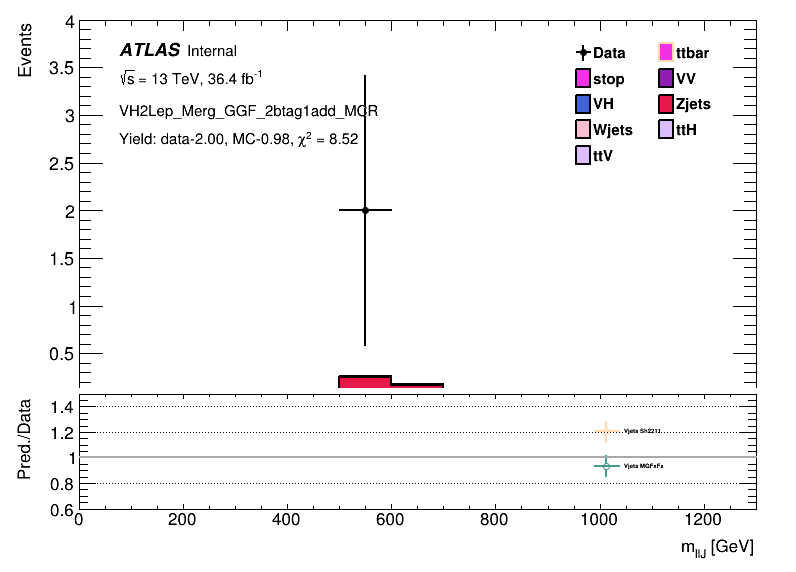 Events
4
3.5
3
2.5
2
1.5
1
0.5
ATLAS Internal
√s = 13 TeV, 36.4 fb⁻¹
VH2Lep_Merg_GGF_2btag1add_MCR
Yield: data-2.00, MC-0.98, χ² = 8.52
Data
ttbar
stop
VV
VH
Zjets
Wjets
ttH
ttV
Pred./Data
1.4
1.2
1
0.8
0.6
Vjets Sh2211
Vjets MGFxFx
0 200 400 600 800 1000 1200
m_llJ [GeV]